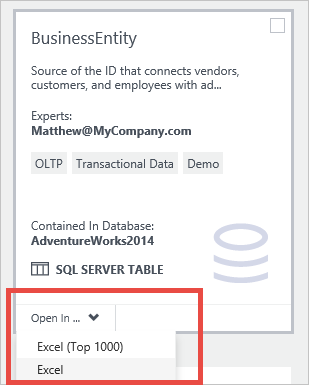 BusinessEntity
Source of the ID that connects vendors,
customers, and employees with ad...
Experts:
Matthew@MyCompany.com
OLTP Transactional Data Demo
Contained In Database:
AdventureWorks2014
SQL SERVER TABLE
Open In ...
Excel (Top 1000)
Excel